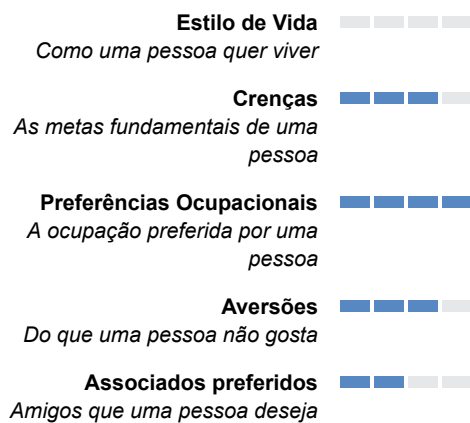 Estilo de Vida
Como uma pessoa quer viver
Crenças
As metas fundamentais de uma
pessoa
Preferências Ocupacionais
A ocupação preferida por uma
pessoa
Aversões
Do que uma pessoa não gosta
Associados preferidos
Amigos que uma pessoa deseja